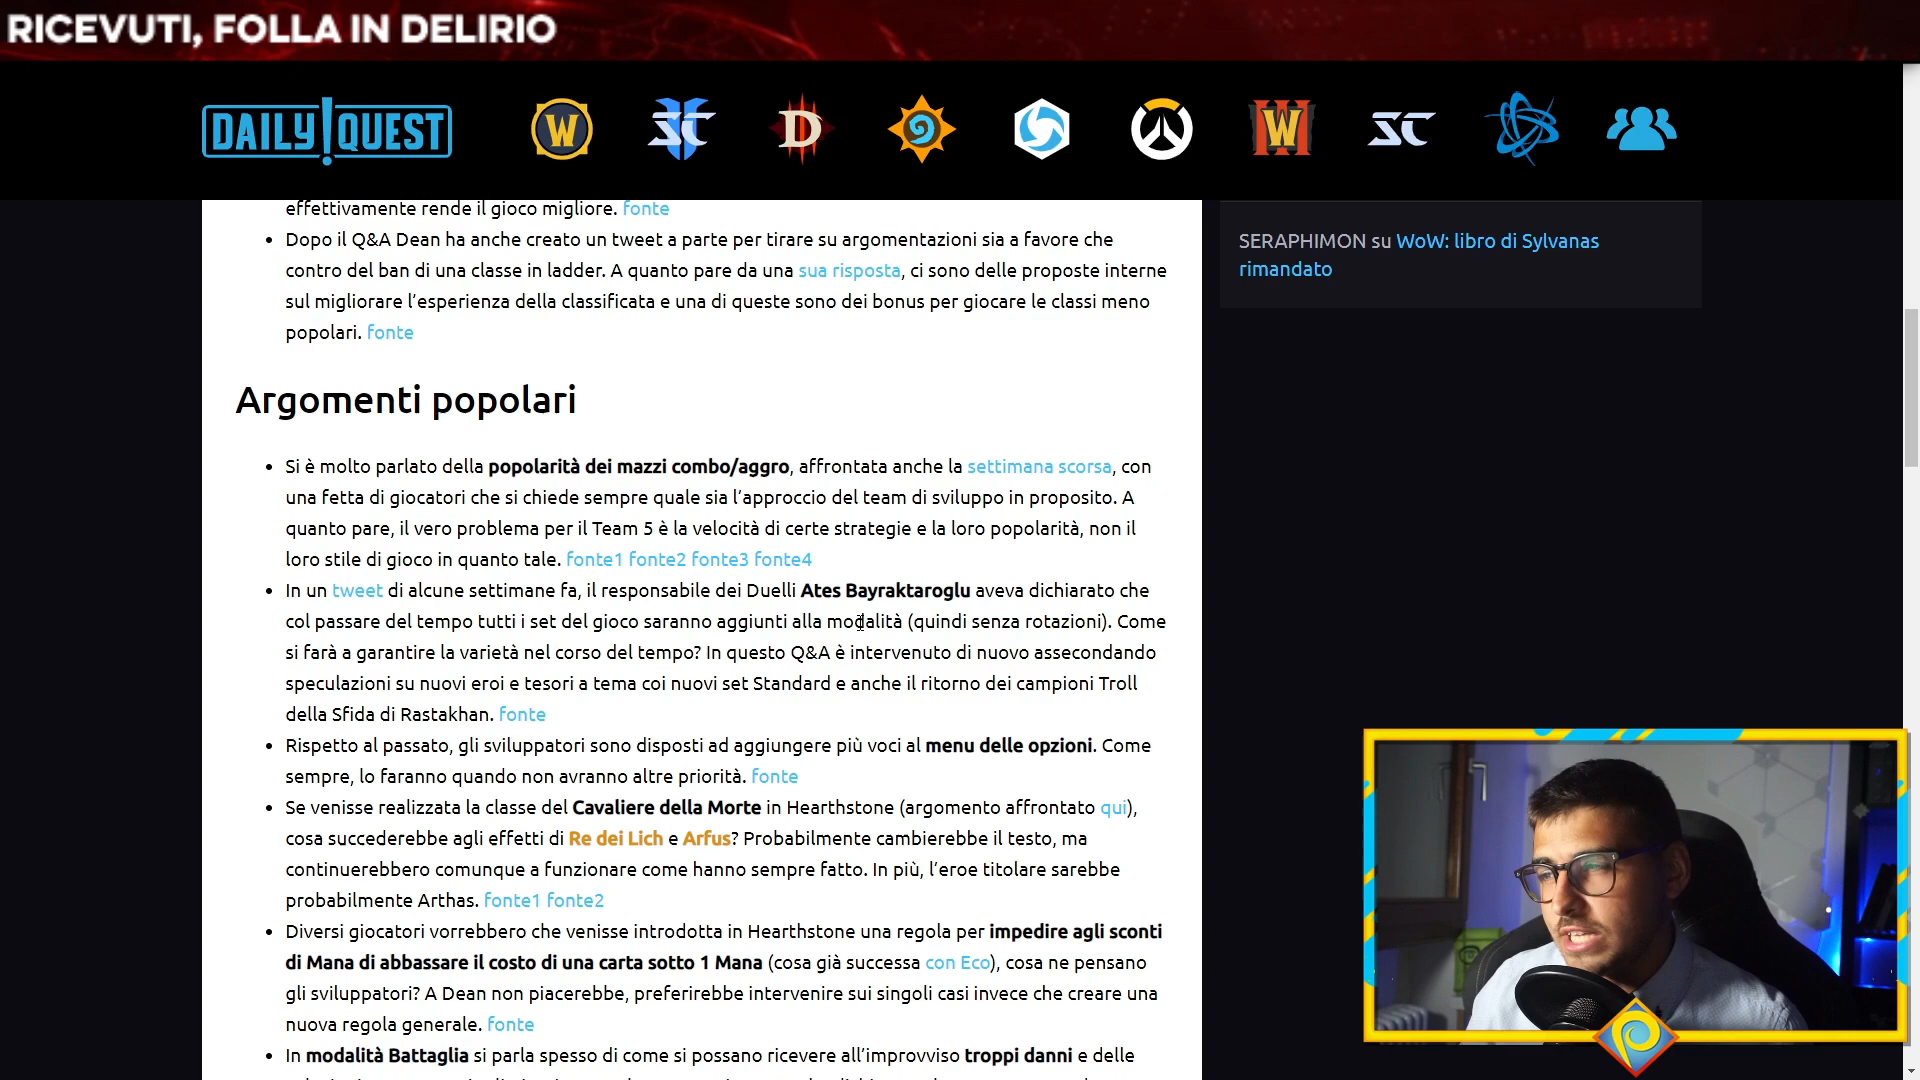 RICEVUTI, FOLLA IN DELIRIO
DAILY ! QUEST
effettivamente rende il gioco migliore. fonte
Dopo il Q&A Dean ha anche creato un tweet a parte per tirare su argomentazioni sia a favore che
contro del ban di una classe in ladder. A quanto pare da una sua risposta, ci sono delle proposte interne
sul migliorare l'esperienza della classificata e una di queste sono dei bonus per giocare le classi meno
popolari. fonte
Argomenti popolari
Si è molto parlato della popolarità dei mazzi combo/aggro, affrontata anche la settimana scorsa, con
una fetta di giocatori che si chiede sempre quale sia l'approccio del team di sviluppo in proposito. A
quanto pare, il vero problema per il Team 5 è la velocità di certe strategie e la loro popolarità, non il
loro stile di gioco in quanto tale. fonte1 fonte2 fonte3 fonte4
In un tweet di alcune settimane fa, il responsabile dei Duelli Ates Bayraktaroglu aveva dichiarato che
col passare del tempo tutti i set del gioco saranno aggiunti alla modalità (quindi senza rotazioni). Come
si farà a garantire la varietà nel corso del tempo? In questo Q&A è intervenuto di nuovo assecondando
speculazioni su nuovi eroi e tesori a tema coi nuovi set Standard e anche il ritorno dei campioni Troll
della Sfida di Rastakhan. fonte
Rispetto al passato, gli sviluppatori sono disposti ad aggiungere più voci al menu delle opzioni. Come
sempre, lo faranno quando non avranno altre priorità. fonte
Se venisse realizzata la classe del Cavaliere della Morte in Hearthstone (argomento affrontato qui),
cosa succederebbe agli effetti di Re dei Lich e Arfus? Probabilmente cambierebbe il testo, ma
continuerebbero comunque a funzionare come hanno sempre fatto. In più, l'eroe titolare sarebbe
probabilmente Arthas. fonte1 fonte2
Diversi giocatori vorrebbero che venisse introdotta in Hearthstone una regola per impedire agli sconti
di Mana di abbassare il costo di una carta sotto 1 Mana (cosa già successa con Eco), cosa ne pensano
gli sviluppatori? A Dean non piacerebbe, preferirebbe intervenire sui singoli casi invece che creare una
nuova regola generale. fonte
In modalità Battaglia si parla spesso di come si possano ricevere all'improvviso troppi danni e delle
SERAPHIMON su WoW: libro di Sylvanas
rimandato